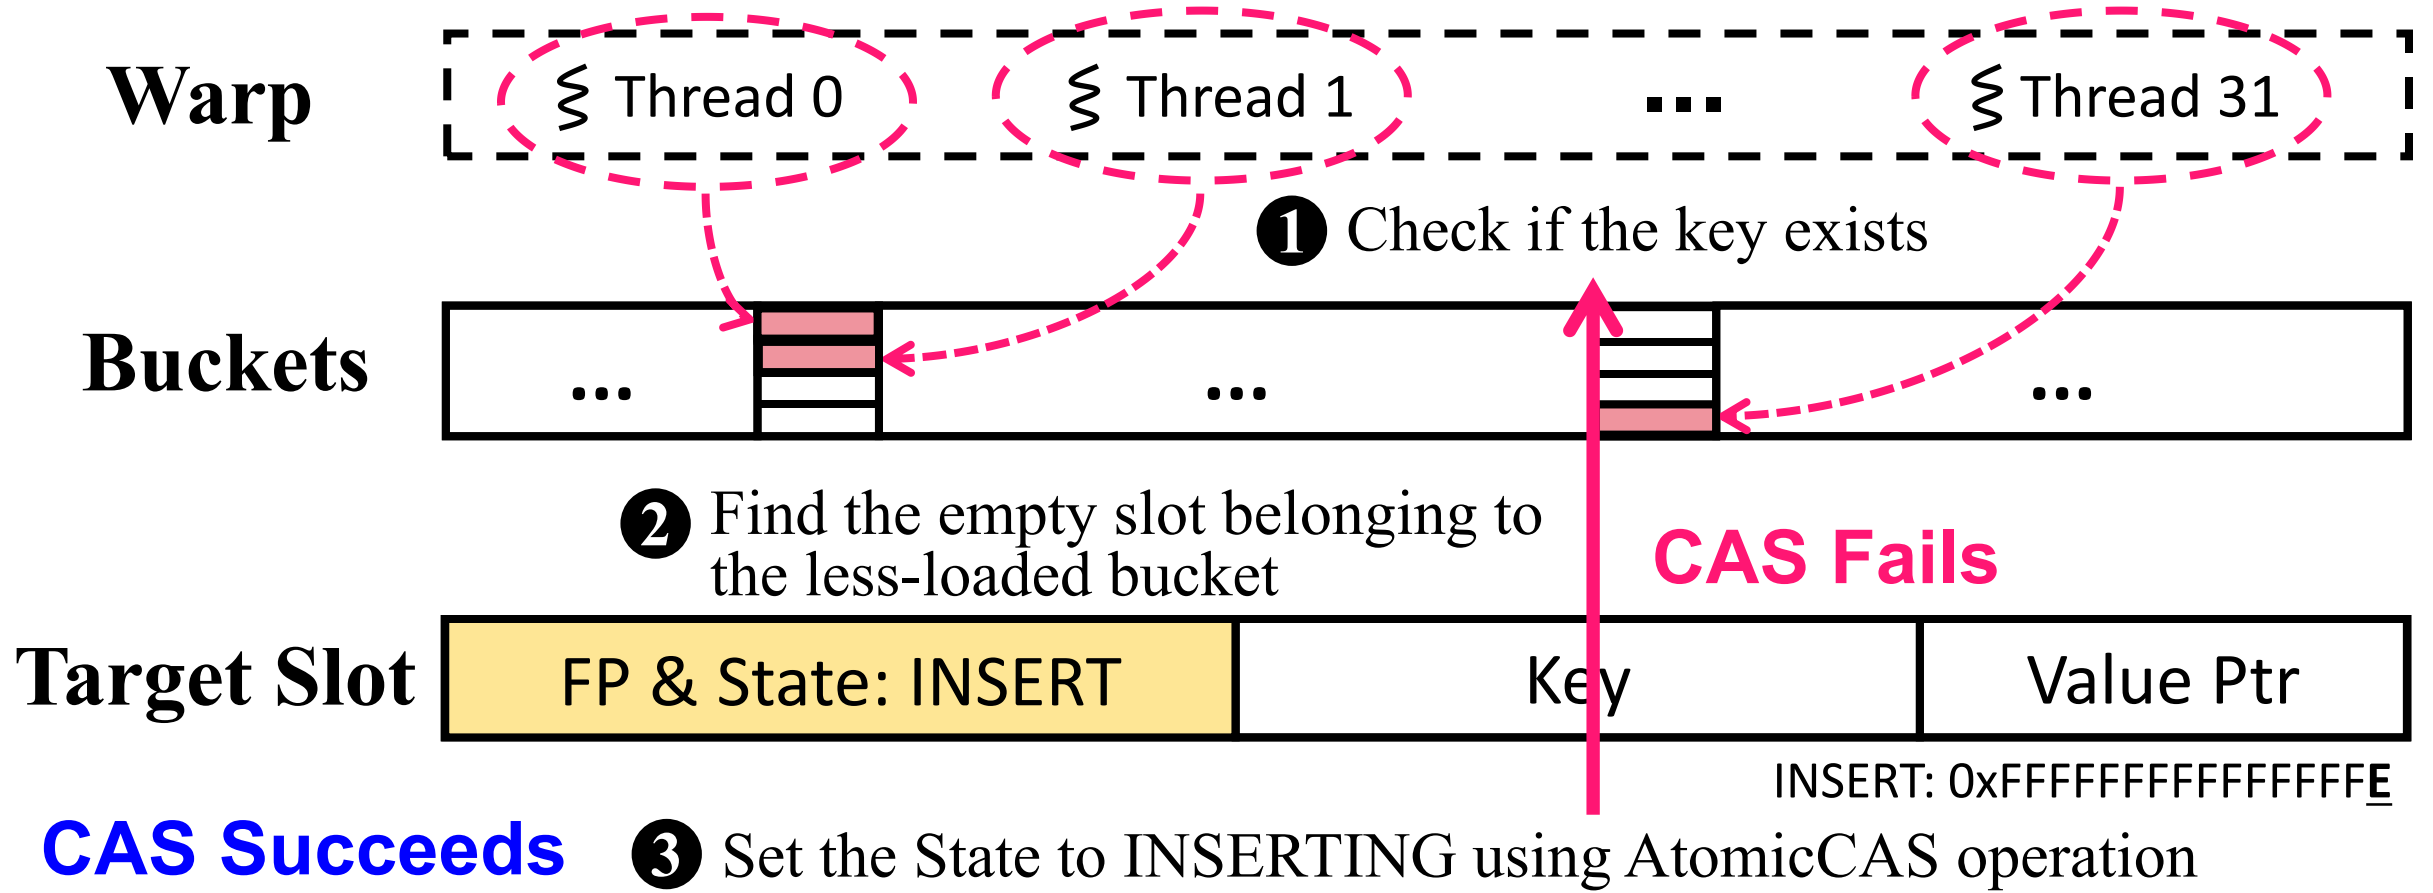 Warp
Thread 0
Thread 1
...
Thread 31
❶ Check if the key exists
Buckets
...
...
...
❷ Find the empty slot belonging to
the less-loaded bucket
CAS Fails
Target Slot
FP & State: INSERT
Key
Value Ptr
INSERT: 0xFFFFFFFFFFFFFFFE
CAS Succeeds
❸ Set the State to INSERTING using AtomicCAS operation